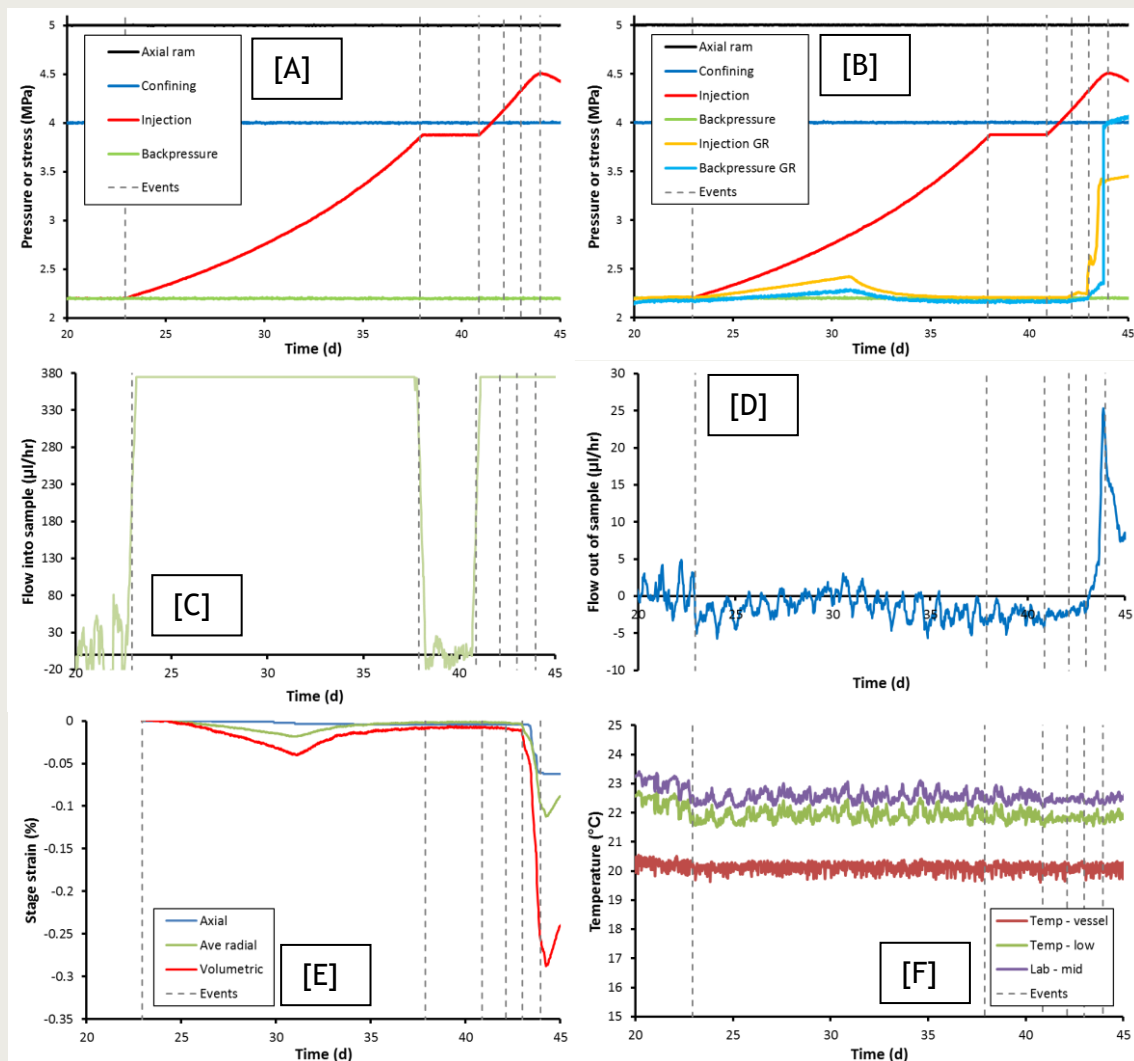 [A]
Pressure or stress (MPa)
5
4.5
4
3.5
3
2.5
2
Axial ram
Confining
Injection
Backpressure
Events
20 25 30 35 40 45
Time (d)
[B]
Pressure or stress (MPa)
5
4.5
4
3.5
3
2.5
2
Axial ram
Confining
Injection
Backpressure
Injection GR
Backpressure GR
Events
20 25 30 35 40 45
Time (d)
[C]
Flow into sample (µl/hr)
380
330
280
230
180
130
80
30
-20
20 25 30 35 40 45
Time (d)
[D]
Flow out of sample (µl/hr)
30
25
20
15
10
5
0
-5
-10
20 25 30 35 40 45
Time (d)
[E]
Stage strain (%)
0
-0.05
-0.1
-0.15
-0.2
-0.25
-0.3
-0.35
Axial
Ave radial
Volumetric
Events
20 25 30 35 40 45
Time (d)
[F]
Temperature (°C)
25
24
23
22
21
20
19
18
17
16
15
Temp - vessel
Temp - low
Lab - mid
Events
20 25 30 35 40 45
Time (d)